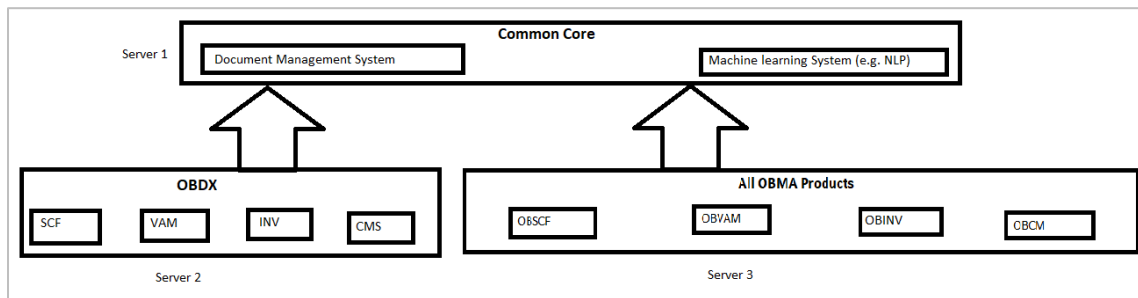 Common Core
Server 1
Document Management System
Machine learning System (e.g. NLP)
OBDX
SCF
VAM
INV
CMS
Server 2
All OBMA Products
OBSCF
OBVAM
OBINV
OBCM
Server 3